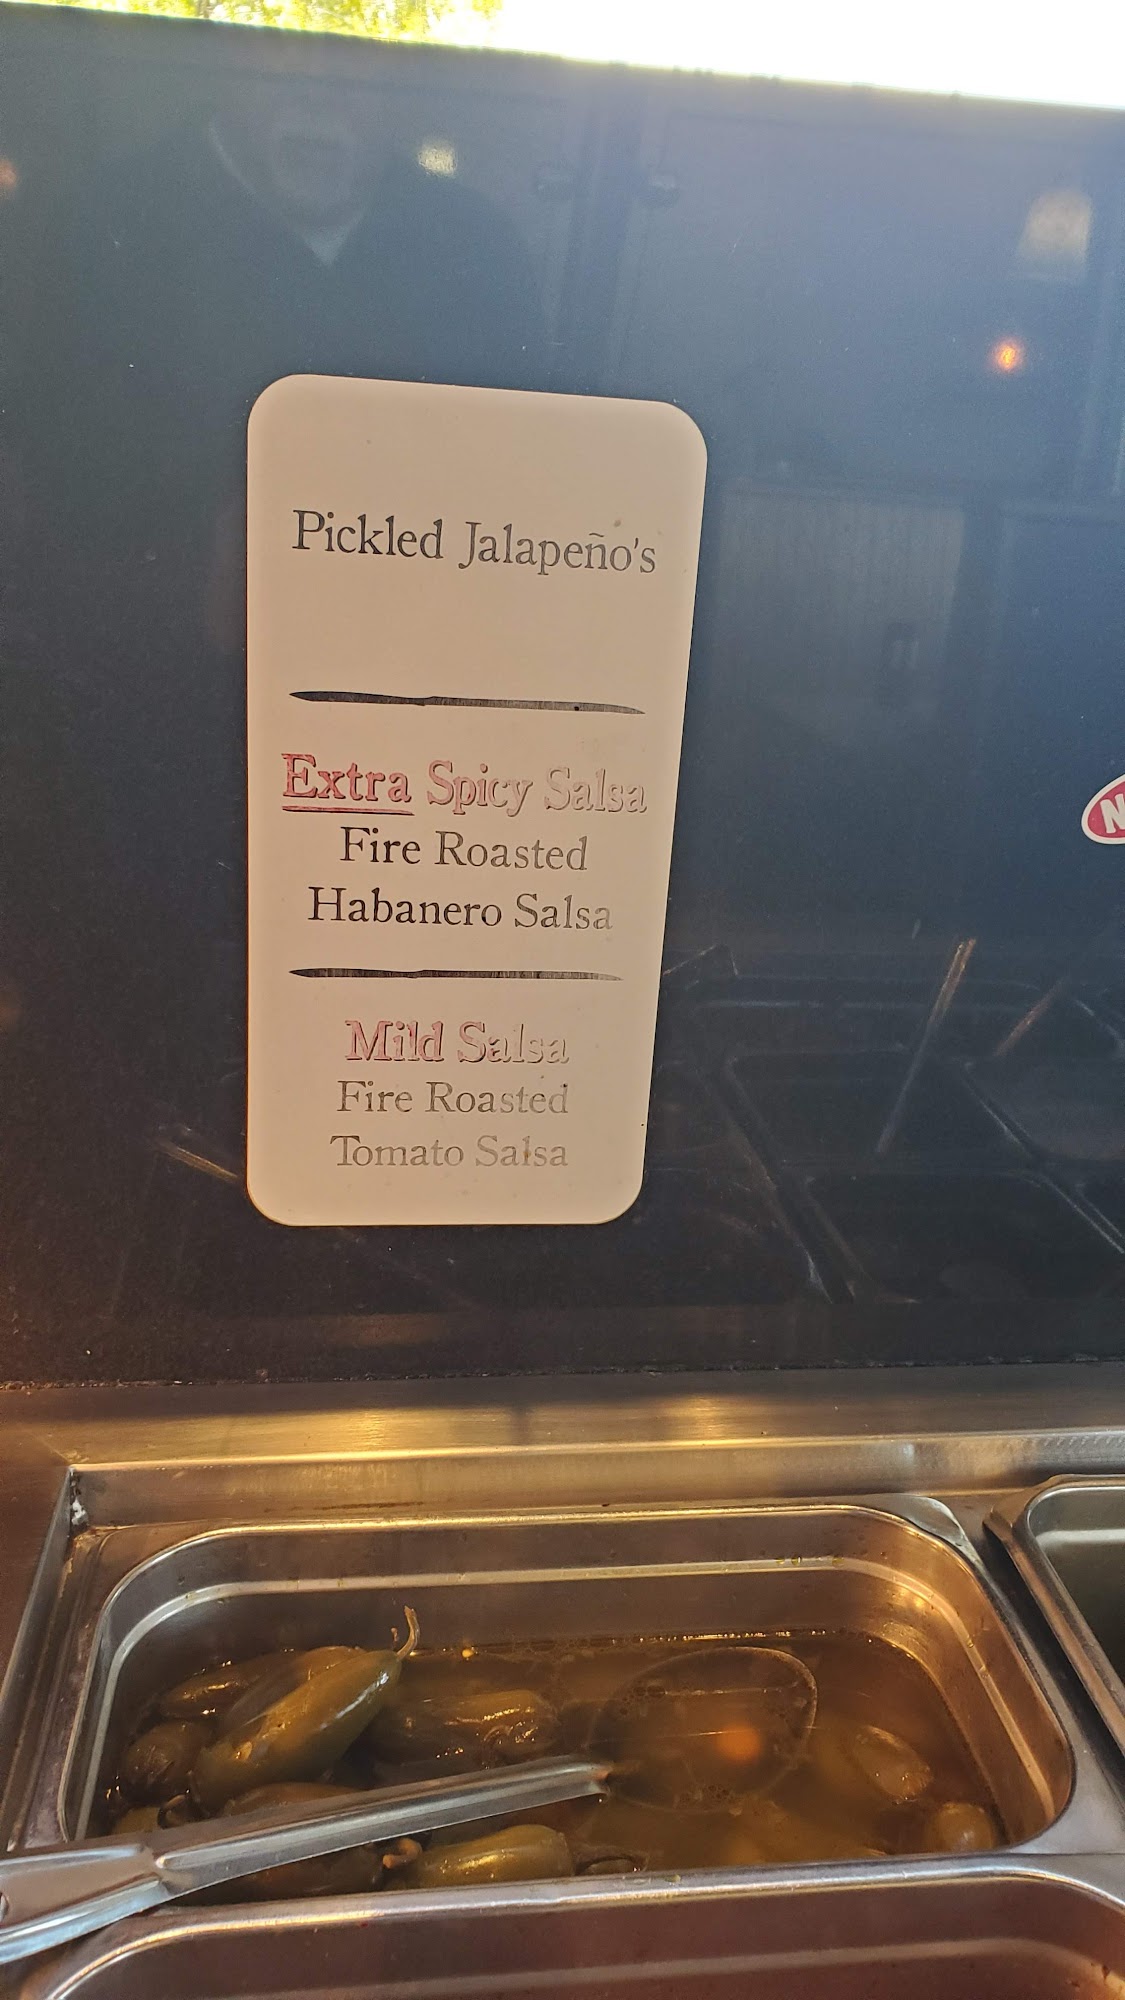 Pickled Jalapeño's
Extra Spicy Salsa
Fire Roasted
Habanero Salsa
Mild Salsa
Fire Roasted
Tomato Salsa